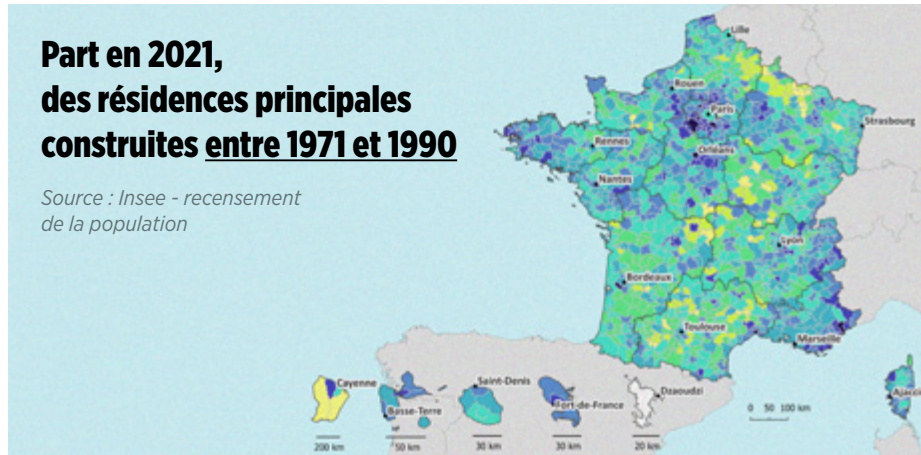 Part en 2021,
des résidences principales
construites entre 1971 et 1990
Source : Insee - recensement
de la population
Lille
Rouen
Paris
Strasbourg
Rennes
Orléans
Nantes
Lyon
Bordeaux
Toulouse
Marseille
Ajaccio
Cayenne
Saint-Denis
Dzaoudzi
Basse-Terre
Fort-de-France
0 50 100 km
200 km
50 km
30 km
30 km
20 km